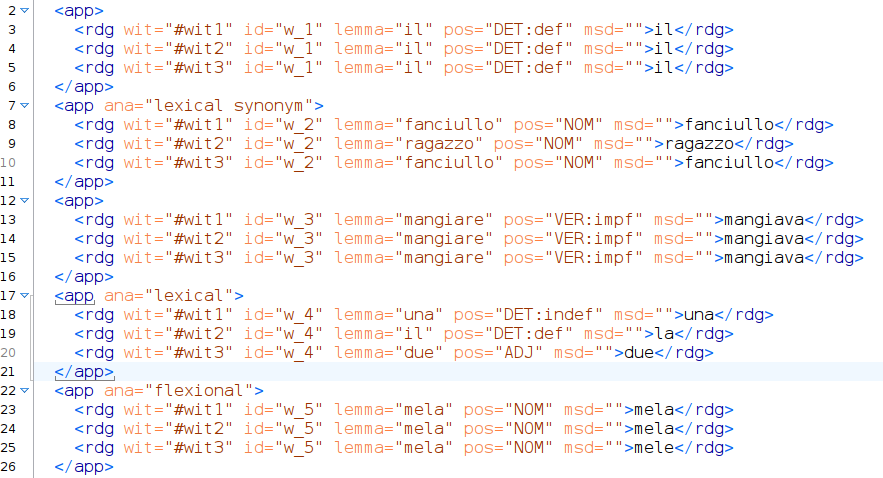 2 <app>
3 <rdg wit="#wit1" id="w_1" lemma="il" pos="DET:def" msd="">il</rdg>
4 <rdg wit="#wit2" id="w_1" lemma="il" pos="DET:def" msd="">il</rdg>
5 <rdg wit="#wit3" id="w_1" lemma="il" pos="DET:def" msd="">il</rdg>
6 </app>
7 <app ana="lexical synonym">
8 <rdg wit="#wit1" id="w_2" lemma="fanciullo" pos="NOM" msd="">fanciullo</rdg>
9 <rdg wit="#wit2" id="w_2" lemma="ragazzo" pos="NOM" msd="">ragazzo</rdg>
10 <rdg wit="#wit3" id="w_2" lemma="fanciullo" pos="NOM" msd="">fanciullo</rdg>
11 </app>
12 <app>
13 <rdg wit="#wit1" id="w_3" lemma="mangiare" pos="VER:impf" msd="">mangiava</rdg>
14 <rdg wit="#wit2" id="w_3" lemma="mangiare" pos="VER:impf" msd="">mangiava</rdg>
15 <rdg wit="#wit3" id="w_3" lemma="mangiare" pos="VER:impf" msd="">mangiava</rdg>
16 </app>
17 <app ana="lexical">
18 <rdg wit="#wit1" id="w_4" lemma="una" pos="DET:indef" msd="">una</rdg>
19 <rdg wit="#wit2" id="w_4" lemma="il" pos="DET:def" msd="">la</rdg>
20 <rdg wit="#wit3" id="w_4" lemma="due" pos="ADJ" msd="">due</rdg>
21 </app>
22 <app ana="flexional">
23 <rdg wit="#wit1" id="w_5" lemma="mela" pos="NOM" msd="">mela</rdg>
24 <rdg wit="#wit2" id="w_5" lemma="mela" pos="NOM" msd="">mela</rdg>
25 <rdg wit="#wit3" id="w_5" lemma="mela" pos="NOM" msd="">mele</rdg>
26 </app>